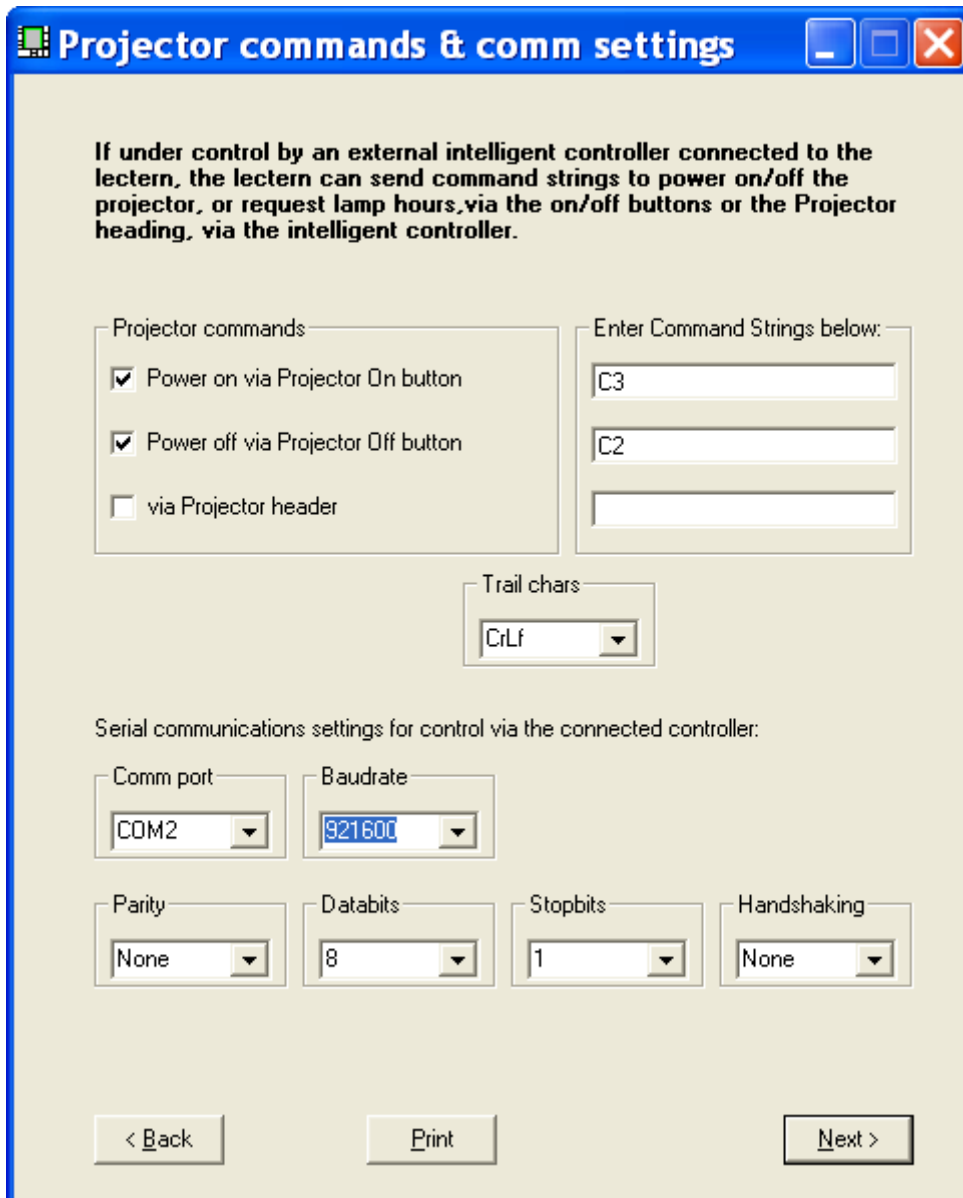 Projector commands & comm settings
If under control by an external intelligent controller connected to the
lectern, the lectern can send command strings to power on/off the
projector, or request lamp hours,via the on/off buttons or the Projector
heading, via the intelligent controller.
Projector commands
Enter Command Strings below:
Power on via Projector On button
C3
Power off via Projector Off button
C2
via Projector header
Trail chars
CrLf
Serial communications settings for control via the connected controller:
Comm port
Baudrate
COM2
921600
Parity
Databits
Stopbits
Handshaking
None
8
1
None
< Back
Print
Next >